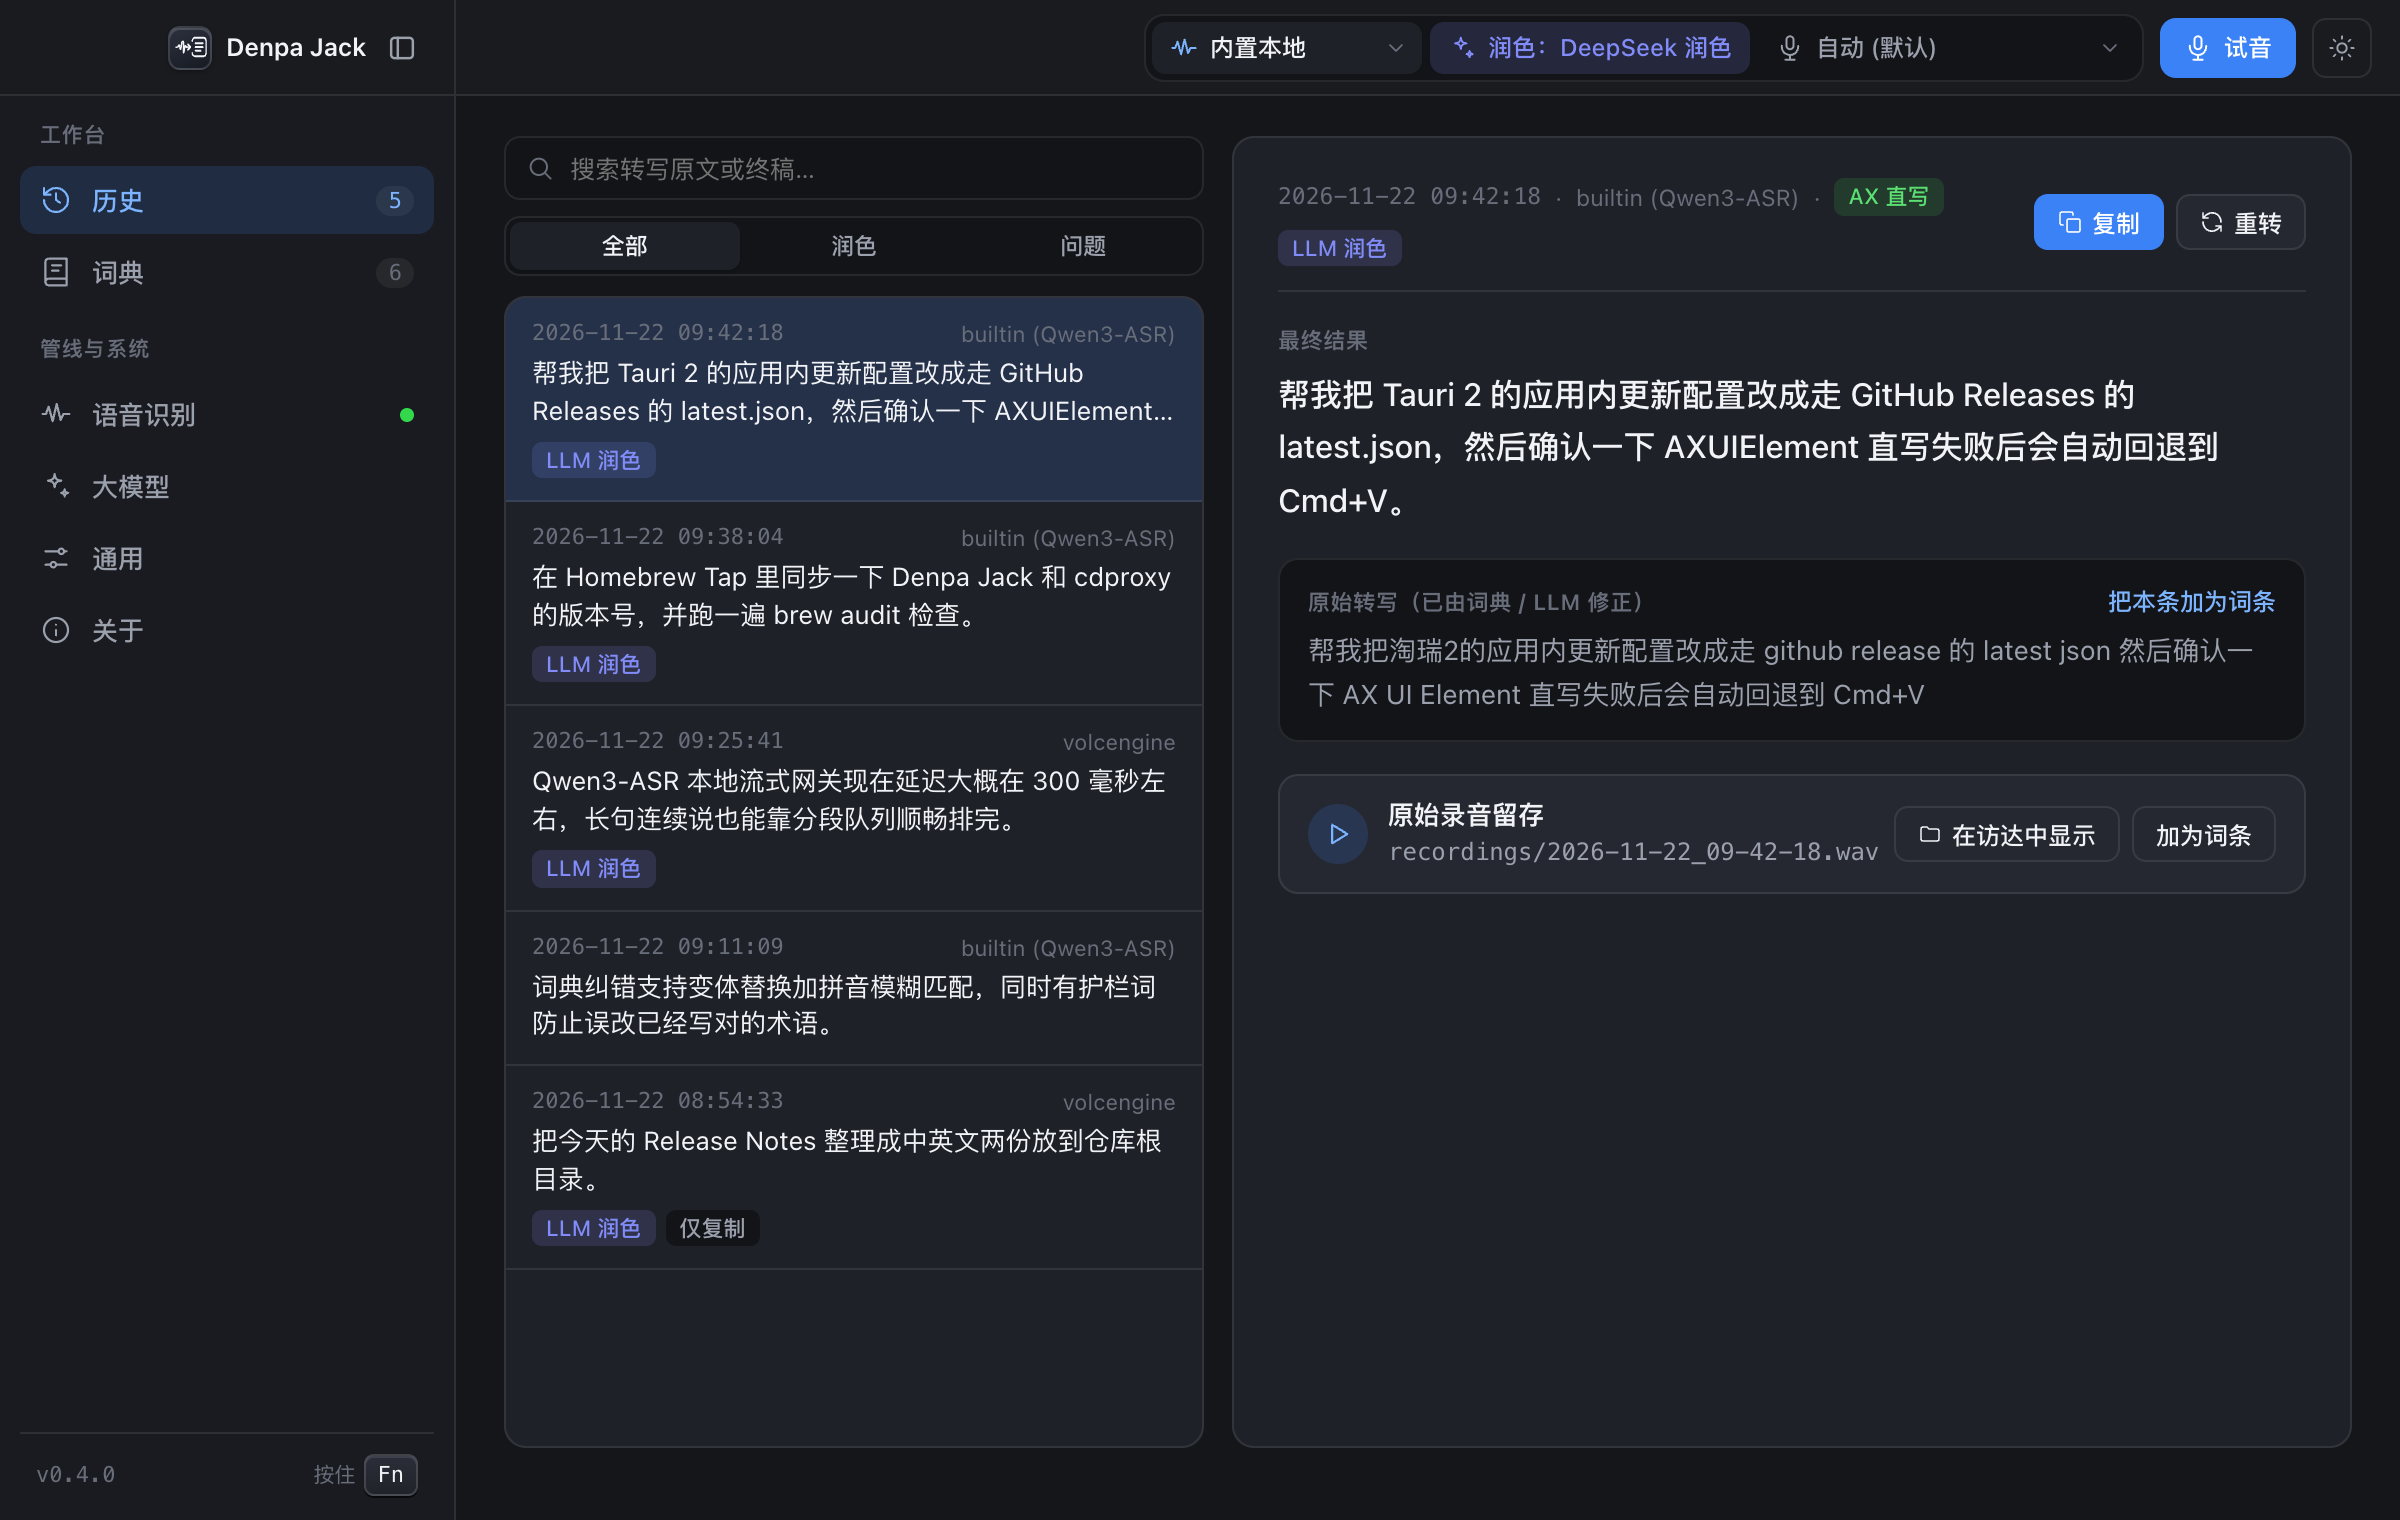 Denpa Jack
内置本地
润色：DeepSeek 润色
自动 (默认)
试音
工作台
历史
5
词典
6
管线与系统
语音识别
大模型
通用
关于
v0.4.0
按住 Fn
搜索转写原文或终稿...
全部
润色
问题
2026-11-22 09:42:18
builtin (Qwen3-ASR)
帮我把 Tauri 2 的应用内更新配置改成走 GitHub
Releases 的 latest.json，然后确认一下 AXUIElement...
LLM 润色
2026-11-22 09:38:04
builtin (Qwen3-ASR)
在 Homebrew Tap 里同步一下 Denpa Jack 和 cdproxy
的版本号，并跑一遍 brew audit 检查。
LLM 润色
2026-11-22 09:25:41
volcengine
Qwen3-ASR 本地流式网关现在延迟大概在 300 毫秒左
右，长句连续说也能靠分段队列顺畅排完。
LLM 润色
2026-11-22 09:11:09
builtin (Qwen3-ASR)
词典纠错支持变体替换加拼音模糊匹配，同时有护栏词
防止误改已经写对的术语。
2026-11-22 08:54:33
volcengine
把今天的 Release Notes 整理成中英文两份放到仓库根
目录。
LLM 润色
仅复制
2026-11-22 09:42:18 · builtin (Qwen3-ASR) · AX 直写
LLM 润色
复制
重转
最终结果
帮我把 Tauri 2 的应用内更新配置改成走 GitHub Releases 的
latest.json，然后确认一下 AXUIElement 直写失败后会自动回退到
Cmd+V。
原始转写（已由词典 / LLM 修正）
把本条加为词条
帮我把淘瑞2的应用内更新配置改成走 github release 的 latest json 然后确认一
下 AX UI Element 直写失败后会自动回退到 Cmd+V
原始录音留存
recordings/2026-11-22_09-42-18.wav
在访达中显示
加为词条